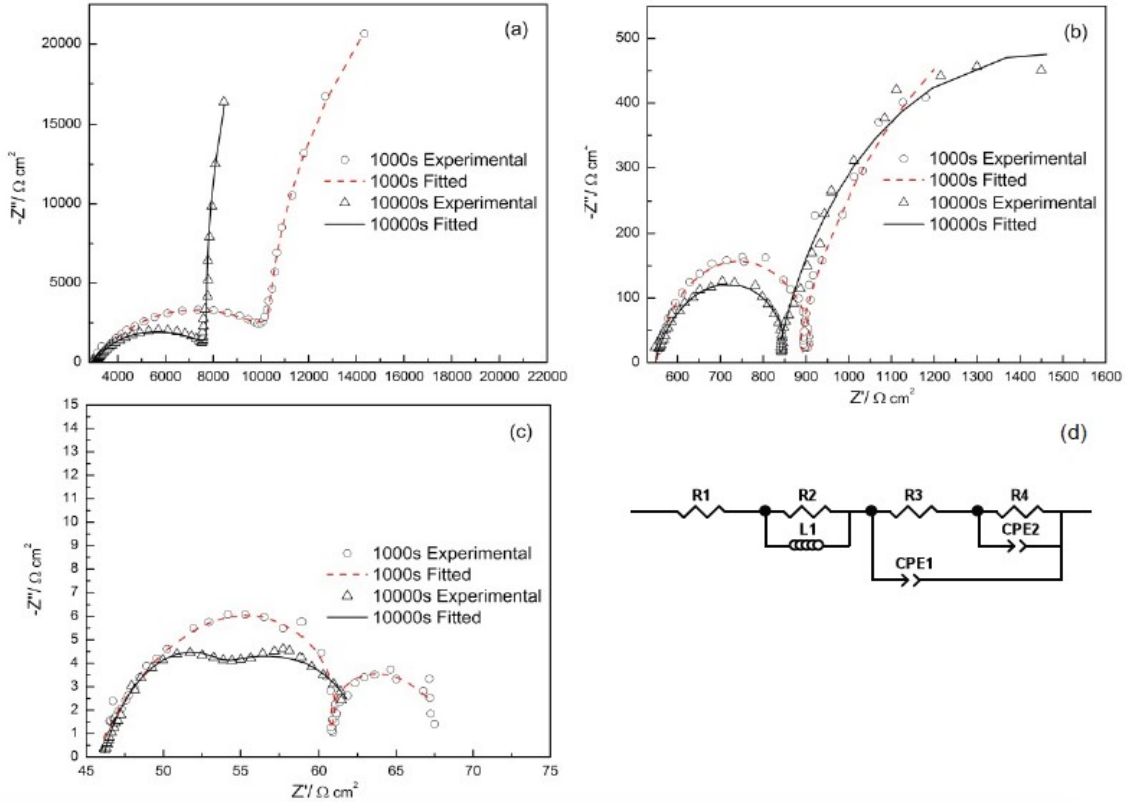 (a)
-Z"/ Ω cm²
20000
15000
10000
5000
0
1000s Experimental
1000s Fitted
10000s Experimental
10000s Fitted
4000 6000 8000 10000 12000 14000 16000 18000 20000 22000
(b)
-Z"/ Ω cm²
500
400
300
200
100
0
1000s Experimental
1000s Fitted
10000s Experimental
10000s Fitted
600 700 800 900 1000 1100 1200 1300 1400 1500 1600
Z'/ Ω cm²
(c)
-Z"/ Ω cm²
15
14
13
12
11
10
9
8
7
6
5
4
3
2
1
0
1000s Experimental
1000s Fitted
10000s Experimental
10000s Fitted
45 50 55 60 65 70 75
Z'/ Ω cm²
(d)
R1 R2 R3 R4
L1 CPE2
CPE1